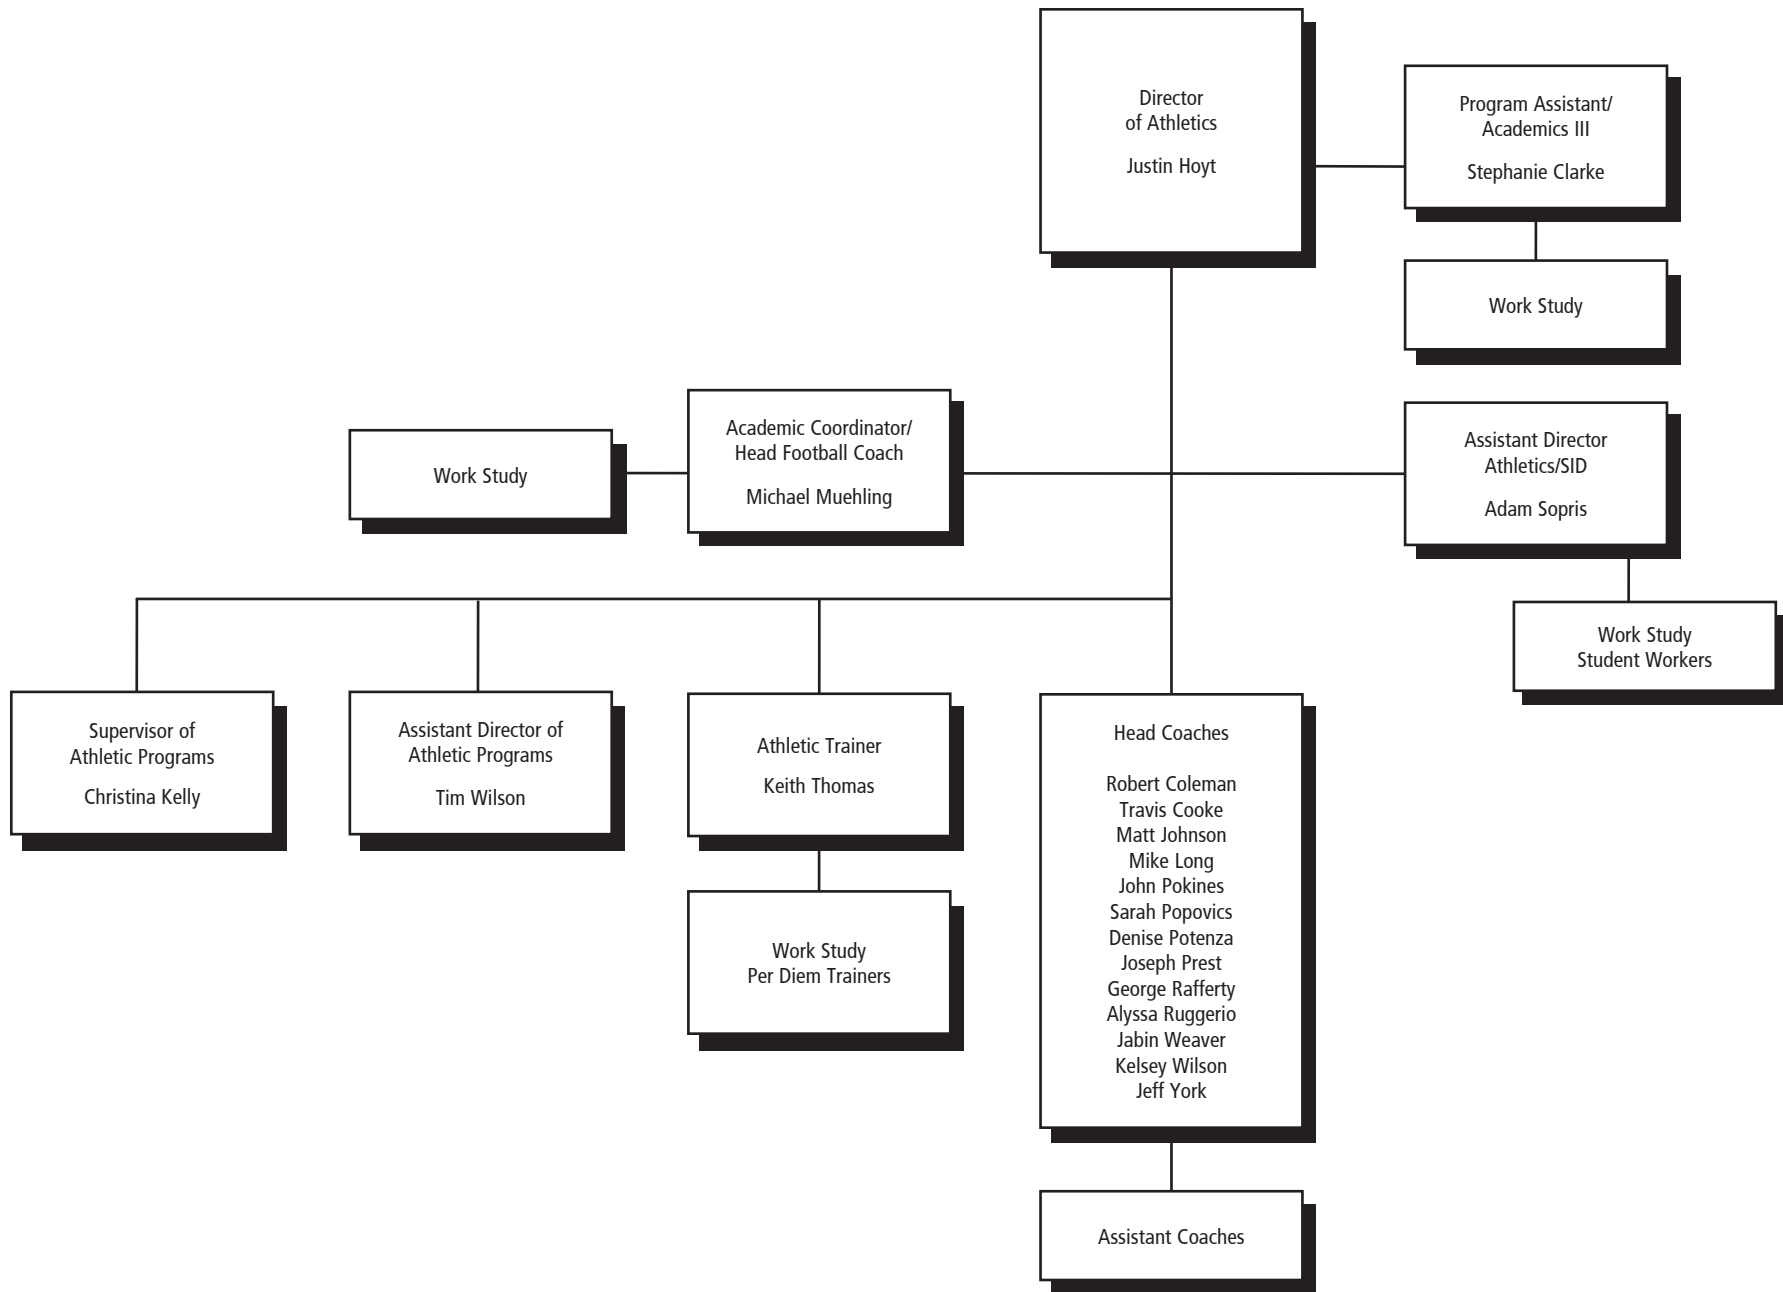 Director
of Athletics
Justin Hoyt
Program Assistant/
Academics III
Stephanie Clarke
Work Study
Work Study
Academic Coordinator/
Head Football Coach
Michael Muehling
Assistant Director
Athletics/SID
Adam Sopris
Work Study
Student Workers
Supervisor of
Athletic Programs
Christina Kelly
Assistant Director of
Athletic Programs
Tim Wilson
Athletic Trainer
Keith Thomas
Work Study
Per Diem Trainers
Head Coaches
Robert Coleman
Travis Cooke
Matt Johnson
Mike Long
John Pokines
Sarah Popovics
Denise Potenza
Joseph Prest
George Rafferty
Alyssa Ruggerio
Jabin Weaver
Kelsey Wilson
Jeff York
Assistant Coaches